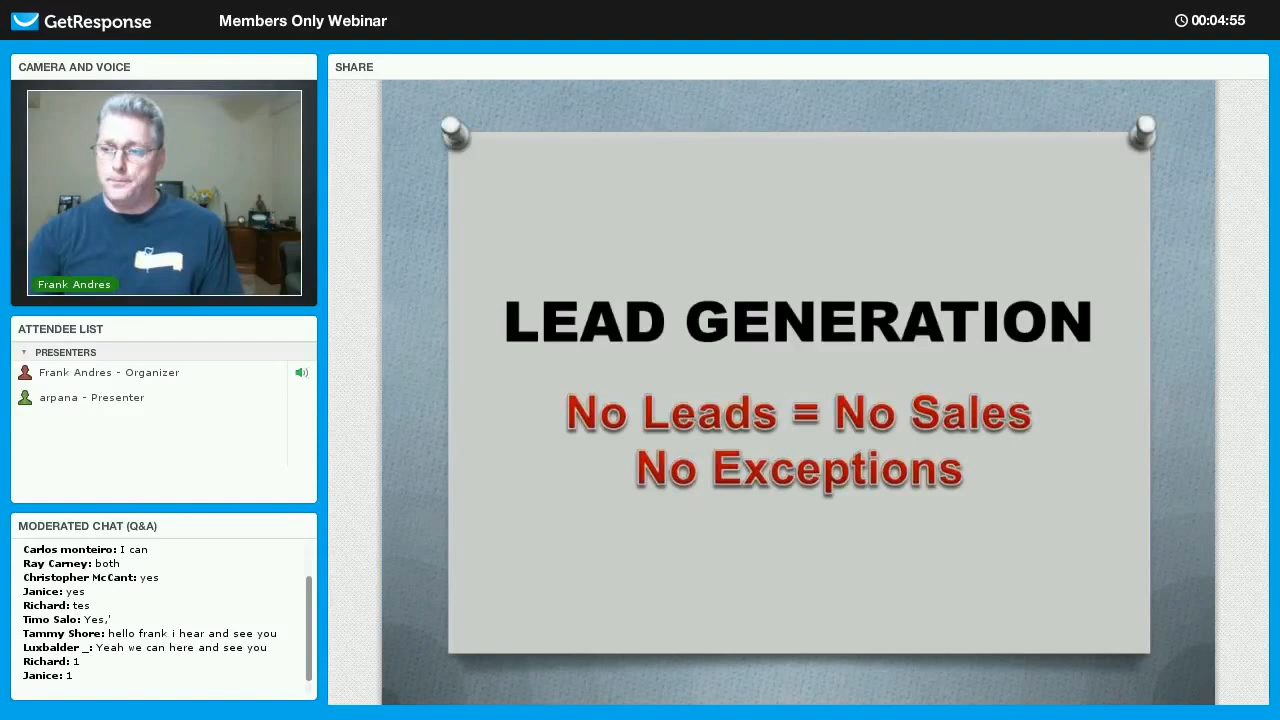 GetResponse
Members Only Webinar
00:04:55
CAMERA AND VOICE
Frank Andres
ATTENDEE LIST
PRESENTERS
Frank Andres - Organizer
arpana - Presenter
MODERATED CHAT (Q&A)
Carlos monteiro: I can
Ray Carney: both
Christopher McCant: yes
Janice: yes
Richard: tes
Timo Salo: Yes,'
Tammy Shore: hello frank i hear and see you
Luxbalder _: Yeah we can here and see you
Richard: 1
Janice: 1
SHARE
LEAD GENERATION
No Leads = No Sales
No Exceptions